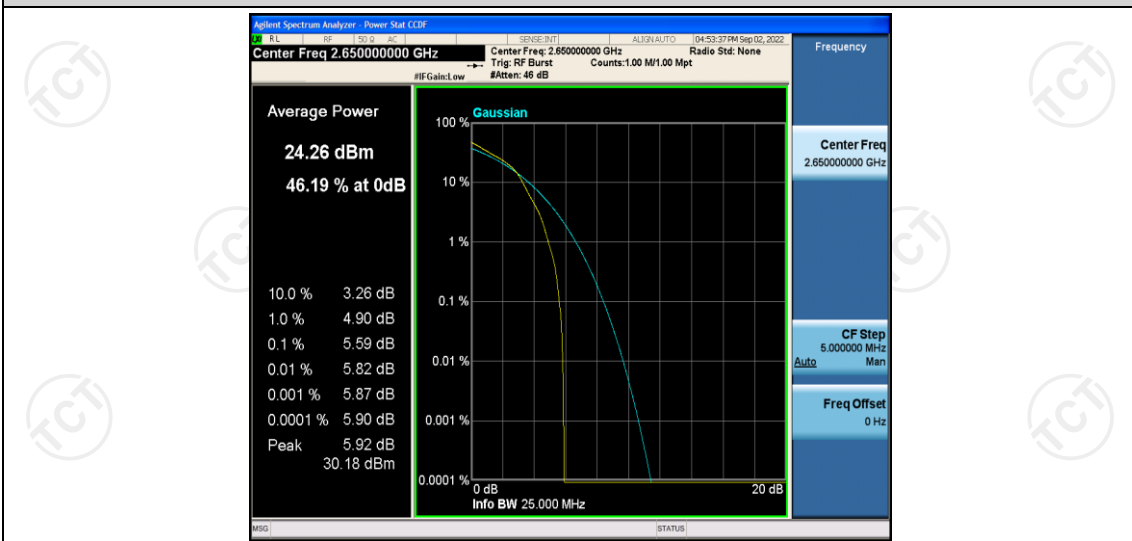 Agilent Spectrum Analyzer - Power Stat CCDF
RL RF 50 Ω AC SENSE:INT ALIGN AUTO 04:53:37 PM Sep 02, 2022
Center Freq 2.650000000 GHz
Center Freq: 2.650000000 GHz Radio Std: None
Trig: RF Burst Counts:1.00 M/1.00 Mpt
#IFGain:Low #Atten: 46 dB
Frequency
Average Power
24.26 dBm
46.19 % at 0dB
10.0 % 3.26 dB
1.0 % 4.90 dB
0.1 % 5.59 dB
0.01 % 5.82 dB
0.001 % 5.87 dB
0.0001 % 5.90 dB
Peak 5.92 dB
30.18 dBm
Gaussian
100 %
10 %
1 %
0.1 %
0.01 %
0.001 %
0.0001 %
0 dB 20 dB
Info BW 25.000 MHz
Center Freq
2.650000000 GHz
CF Step
5.000000 MHz
Auto Man
Freq Offset
0 Hz
MSG STATUS
TCT
TCT
TCT
TCT
TCT
TCT